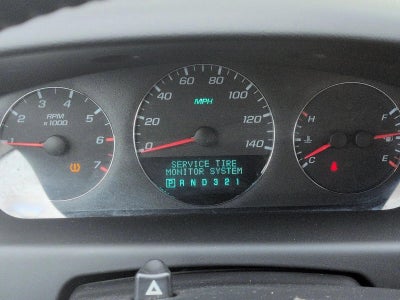 RPM
x1000
1
2
3
4
5
6
7
MPH
0
20
40
60
80
100
120
140
SERVICE TIRE
MONITOR SYSTEM
P R N D 3 2 1
H
C
F
E